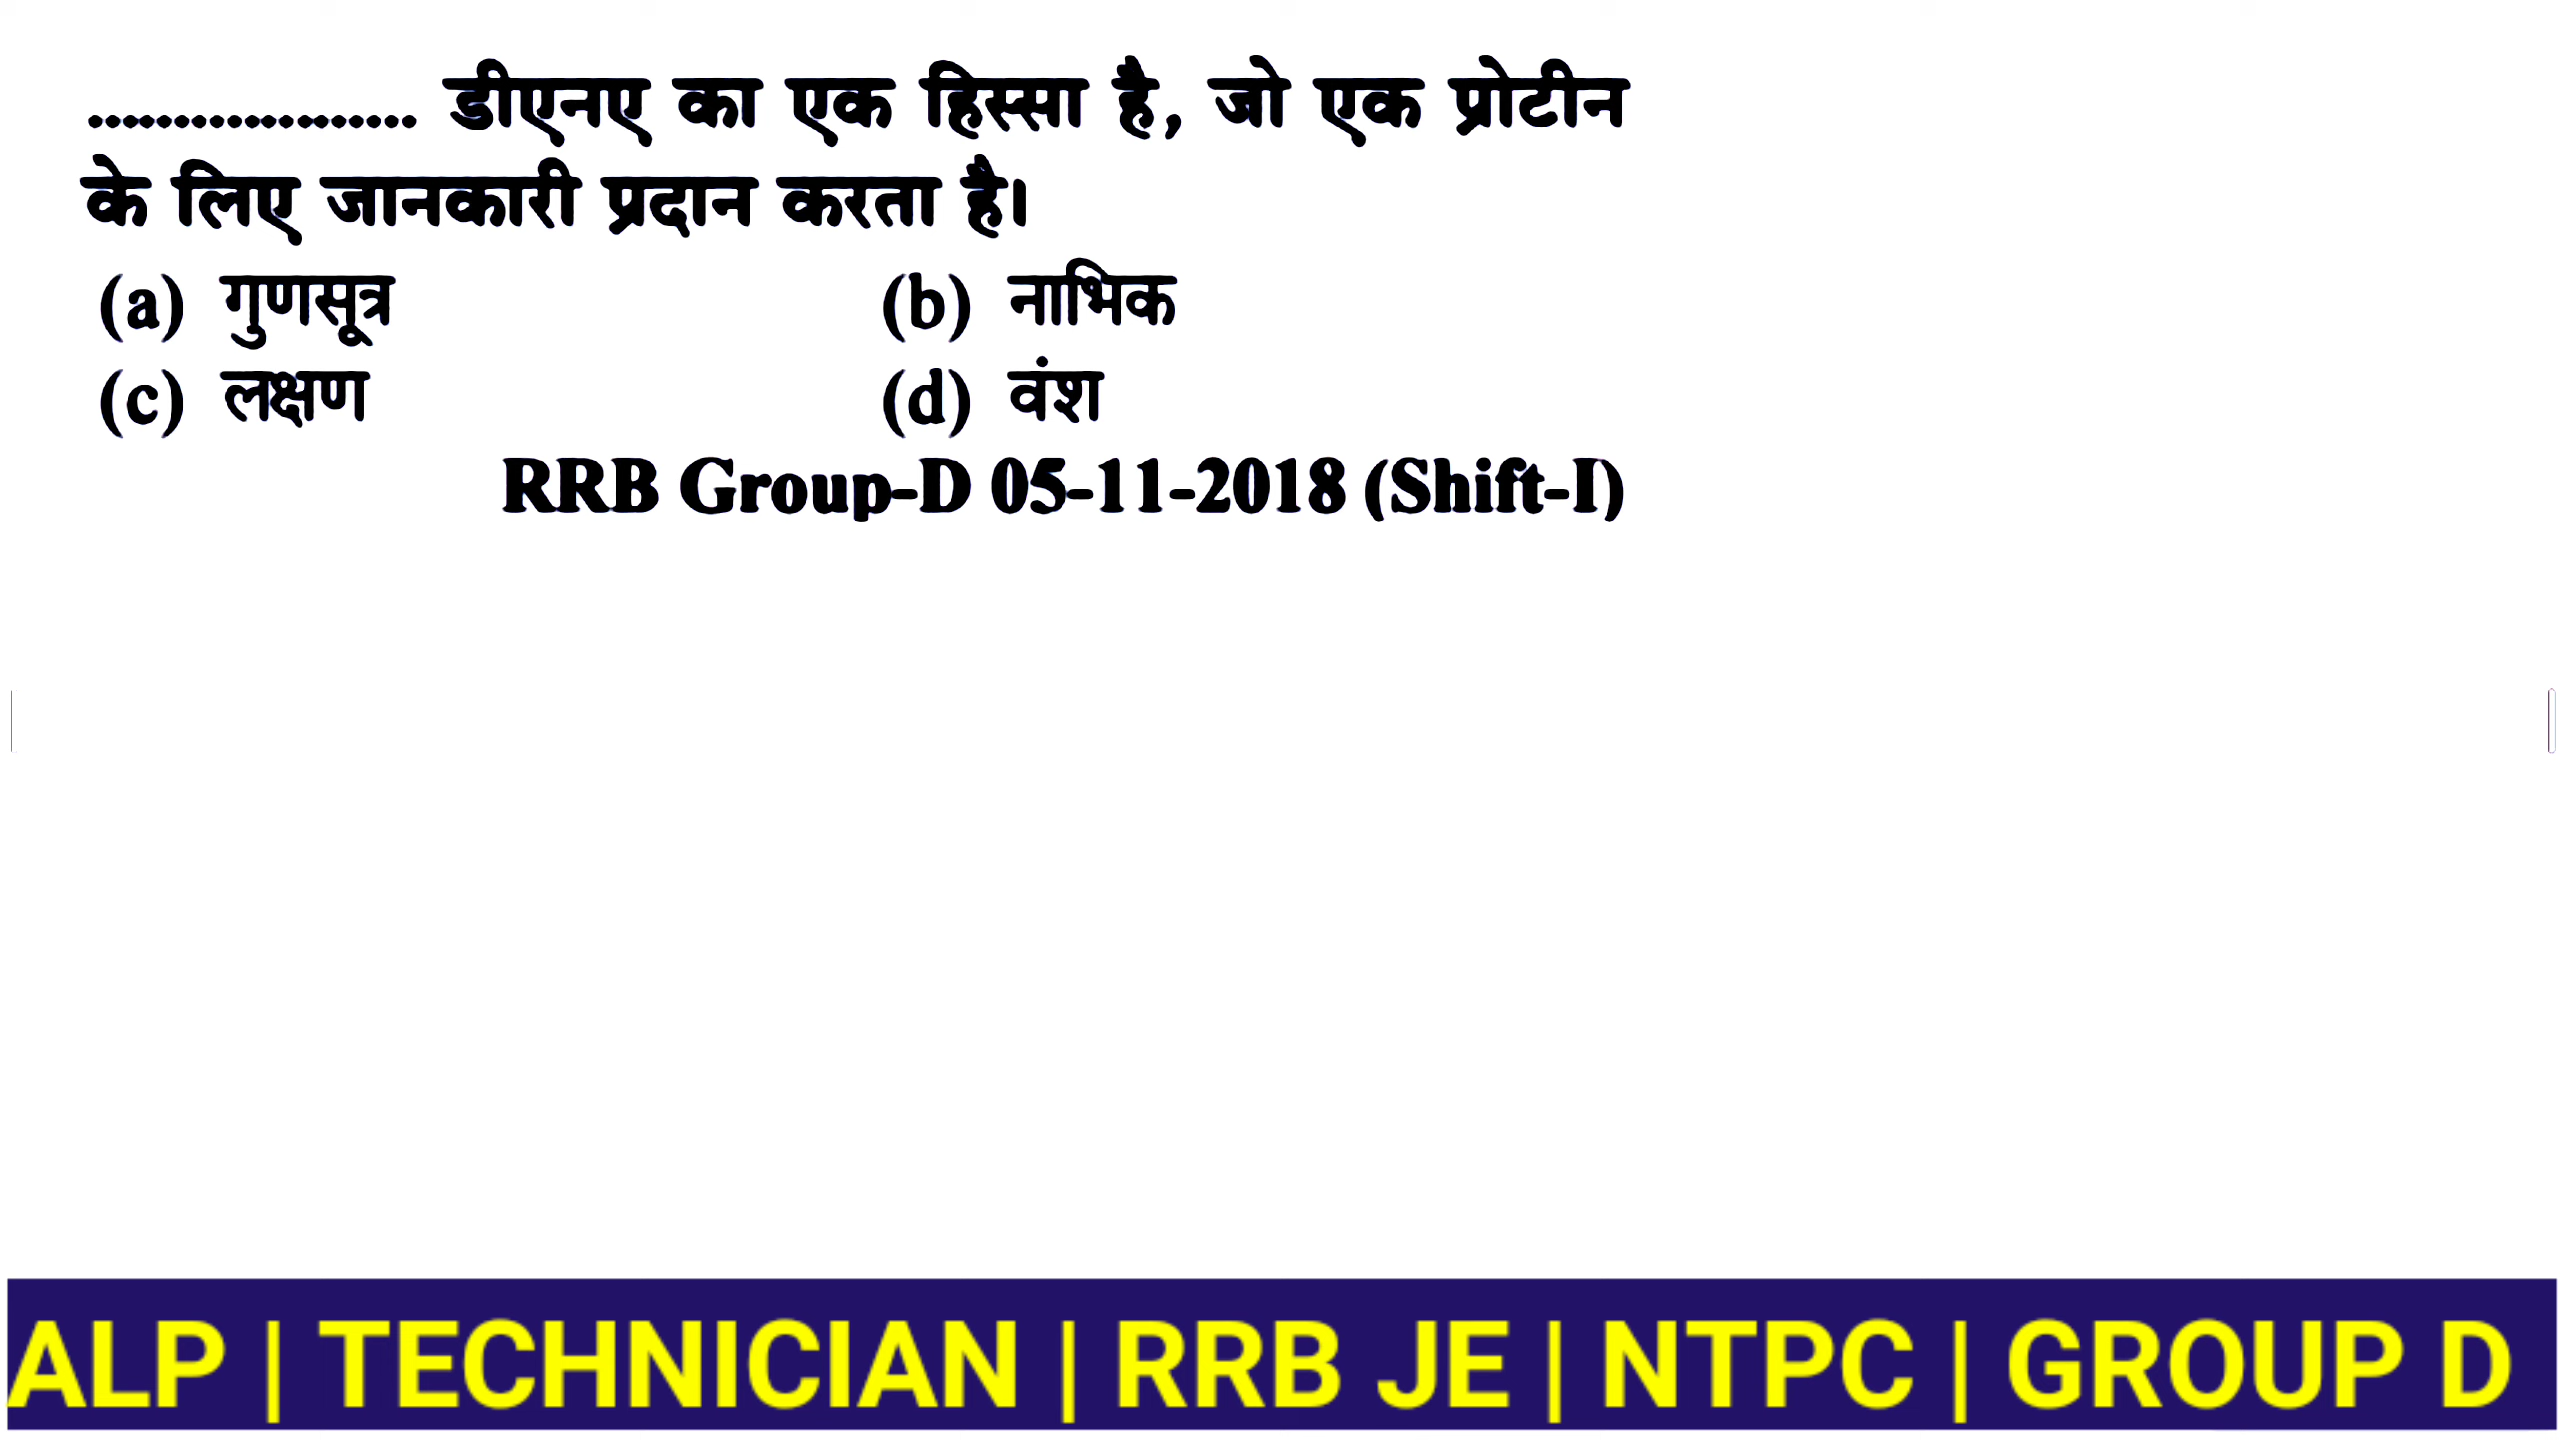 .................. डीएनए का एक हिस्सा है, जो एक प्रोटीन
के लिए जानकारी प्रदान करता है।
(a) गुणसूत्र (b) नाभिक
(c) लक्षण (d) वंश
RRB Group-D 05-11-2018 (Shift-I)
ALP | TECHNICIAN | RRB JE | NTPC | GROUP D